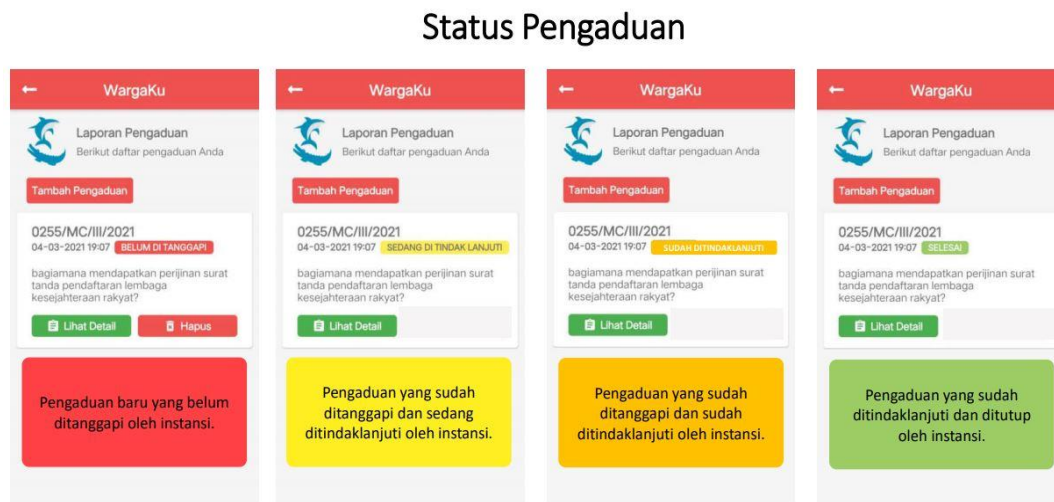 Status Pengaduan
WargaKu
Laporan Pengaduan
Berikut daftar pengaduan Anda
Tambah Pengaduan
0255/MC/III/2021
04-03-2021 19:07 BELUM DI TANGGAPI
bagiamana mendapatkan perijinan surat
tanda pendaftaran lembaga
kesejahteraan rakyat?
Lihat Detail Hapus
Pengaduan baru yang belum
ditanggapi oleh instansi.
WargaKu
Laporan Pengaduan
Berikut daftar pengaduan Anda
Tambah Pengaduan
0255/MC/III/2021
04-03-2021 19:07 SEDANG DI TINDAK LANJUTI
bagiamana mendapatkan perijinan surat
tanda pendaftaran lembaga
kesejahteraan rakyat?
Lihat Detail
Pengaduan yang sudah
ditanggapi dan sedang
ditindaklanjuti oleh instansi.
WargaKu
Laporan Pengaduan
Berikut daftar pengaduan Anda
Tambah Pengaduan
0255/MC/III/2021
04-03-2021 19:07 SUDAH DITINDAKLANJUTI
bagiamana mendapatkan perijinan surat
tanda pendaftaran lembaga
kesejahteraan rakyat?
Lihat Detail
Pengaduan yang sudah
ditanggapi dan sudah
ditindaklanjuti oleh instansi.
WargaKu
Laporan Pengaduan
Berikut daftar pengaduan Anda
Tambah Pengaduan
0255/MC/III/2021
04-03-2021 19:07 SELESAI
bagiamana mendapatkan perijinan surat
tanda pendaftaran lembaga
kesejahteraan rakyat?
Lihat Detail
Pengaduan yang sudah
ditindaklanjuti dan ditutup
oleh instansi.